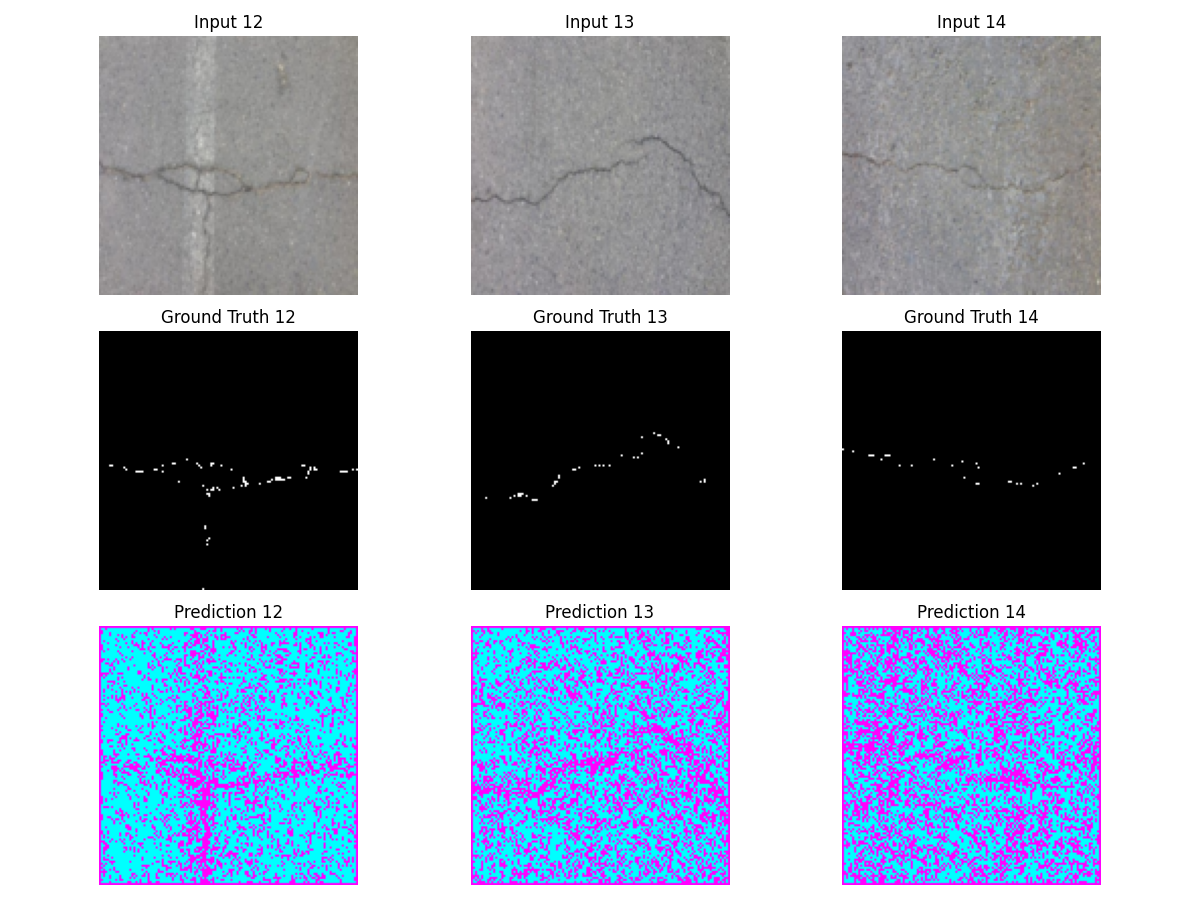 Input 12
Input 13
Input 14
Ground Truth 12
Ground Truth 13
Ground Truth 14
Prediction 12
Prediction 13
Prediction 14